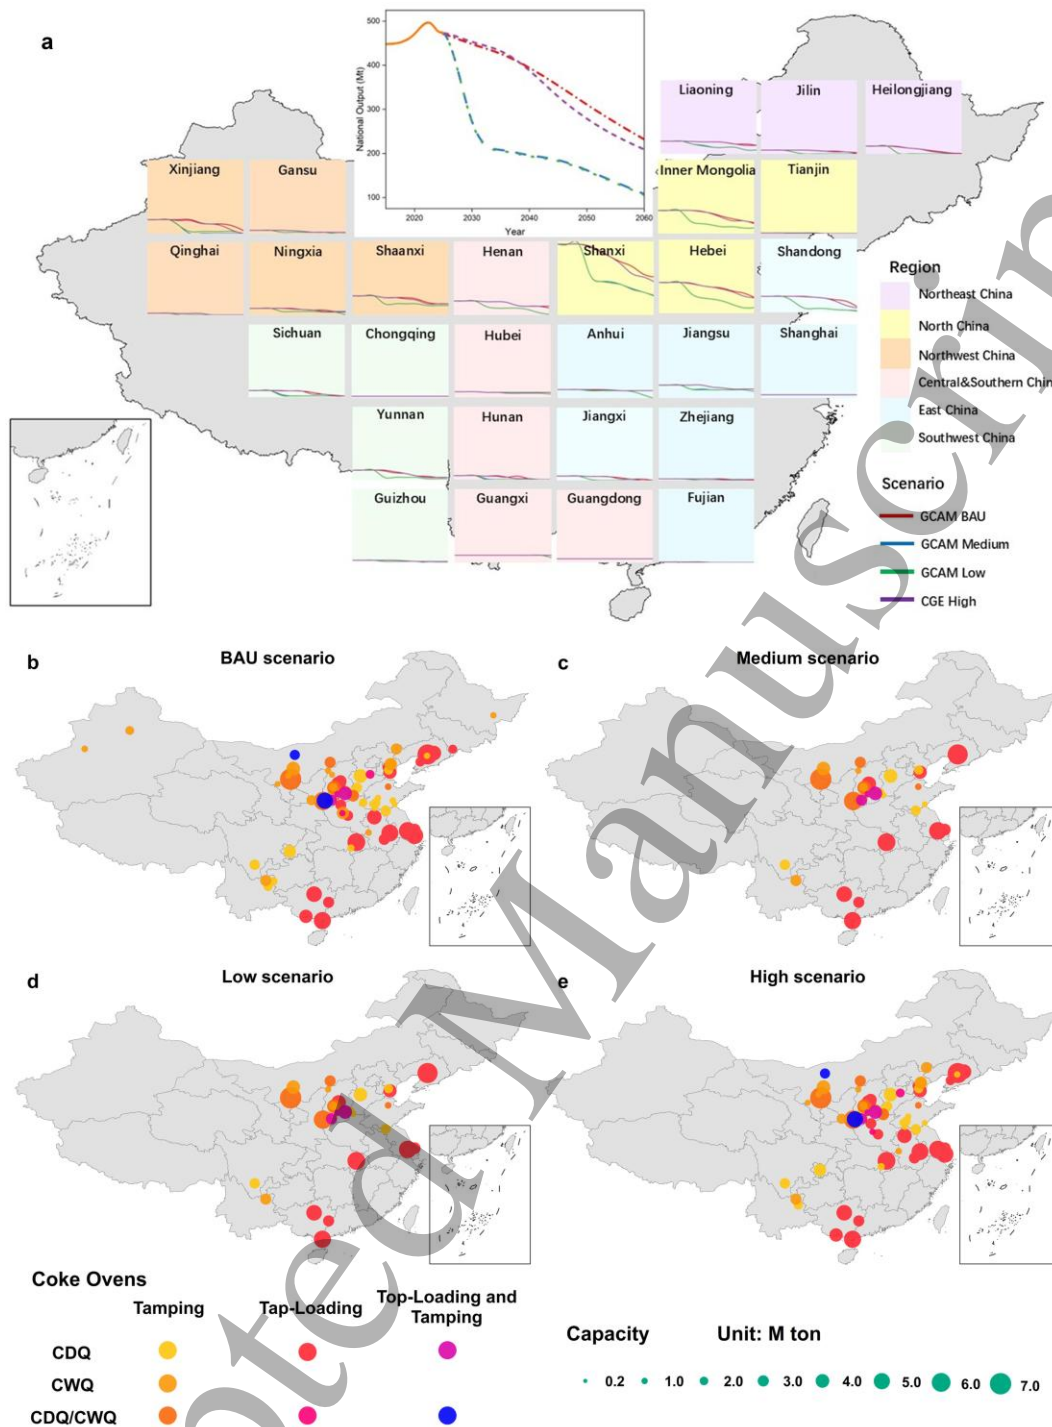 a
National Output (Mt)
500
400
300
200
100
2020
2030
2040
2050
2060
Year
Liaoning
Jilin
Heilongjiang
Xinjiang
Gansu
Inner Mongolia
Tianjin
Qinghai
Ningxia
Shaanxi
Henan
Shanxi
Hebei
Shandong
Sichuan
Chongqing
Hubei
Anhui
Jiangsu
Shanghai
Yunnan
Hunan
Jiangxi
Zhejiang
Guizhou
Guangxi
Guangdong
Fujian
Region
Northeast China
North China
Northwest China
Central&Southern Chin
East China
Southwest China
Scenario
GCAM BAU
GCAM Medium
GCAM Low
CGE High
b
BAU scenario
c
Medium scenario
d
Low scenario
e
High scenario
Coke Ovens
Tamping
Tap-Loading
Top-Loading and
Tamping
CDQ
CWQ
CDQ/CWQ
Capacity
Unit: M ton
0.2
1.0
2.0
3.0
4.0
5.0
6.0
7.0
oted Manuscrip